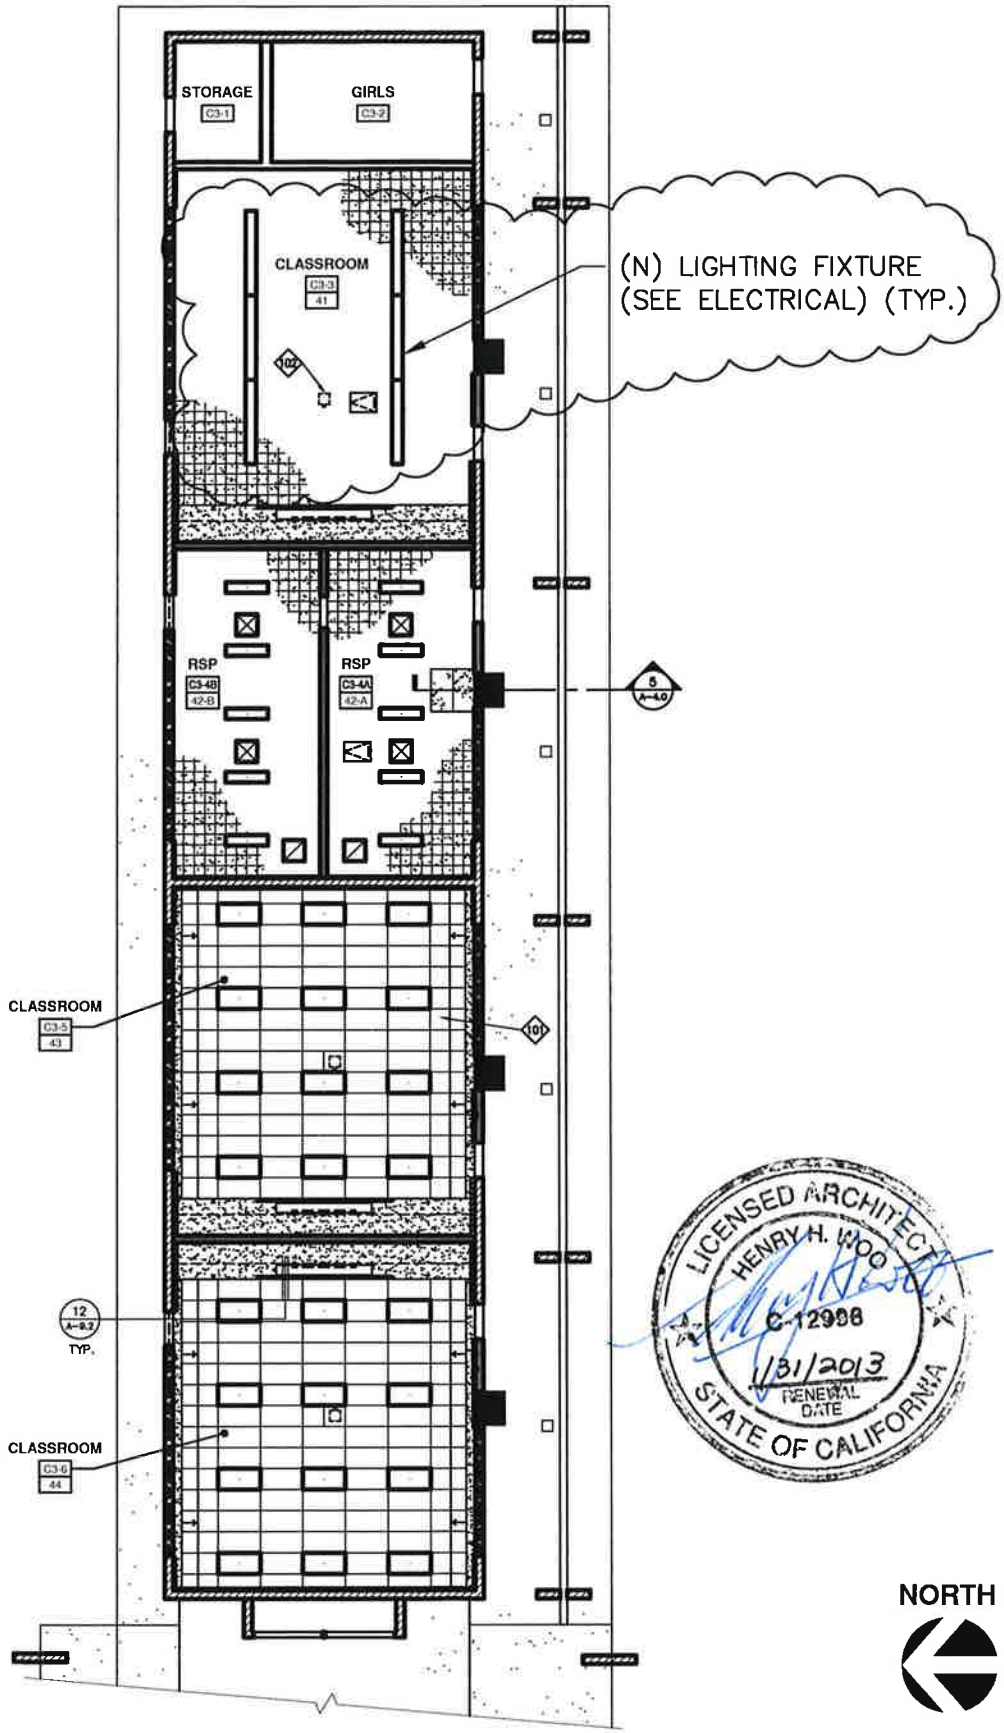 STORAGE
C3-1
GIRLS
C3-2
CLASSROOM
C3-3
41
(N) LIGHTING FIXTURE
(SEE ELECTRICAL) (TYP.)
102
RSP
C3-4B
42-B
RSP
C3-4A
42-A
5
A-4.0
CLASSROOM
C3-5
43
101
12
A-9.2
TYP.
CLASSROOM
C3-6
44
LICENSED ARCHITECT
HENRY H. WOO
C-12998
1/31/2013
RENEWAL
DATE
STATE OF CALIFORNIA
NORTH